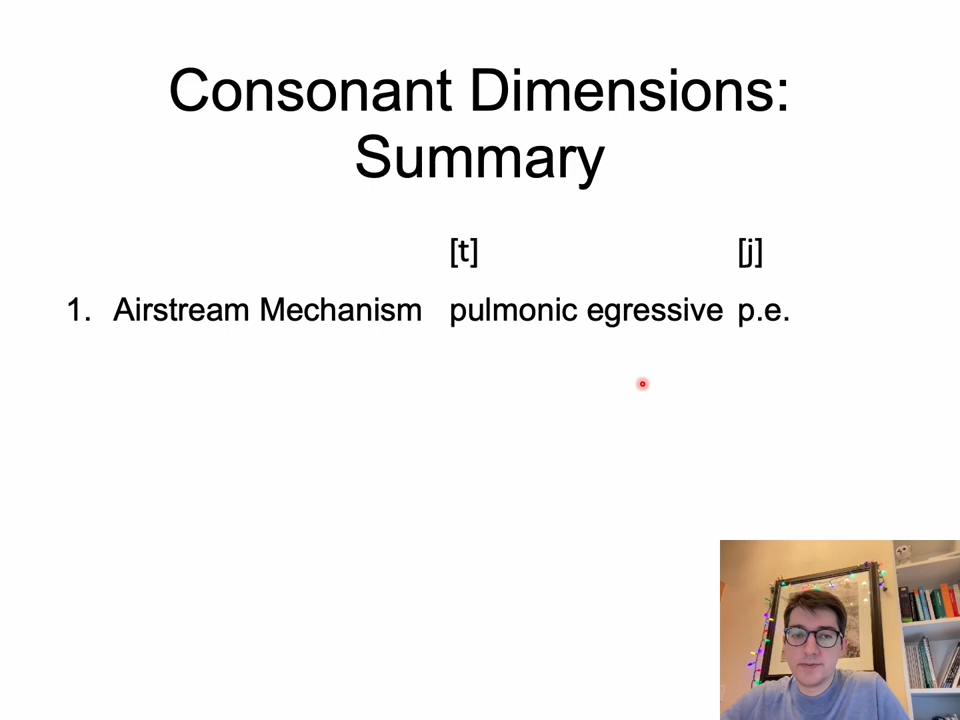 Consonant Dimensions:
Summary
[t] [j]
1. Airstream Mechanism pulmonic egressive p.e.